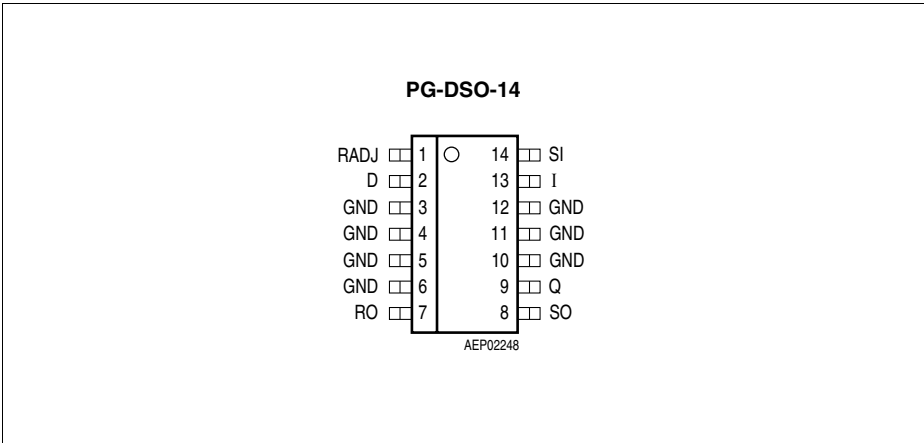 PG-DSO-14
RADJ 1 14 SI
D 2 13 I
GND 3 12 GND
GND 4 11 GND
GND 5 10 GND
GND 6 9 Q
RO 7 8 SO
AEP02248